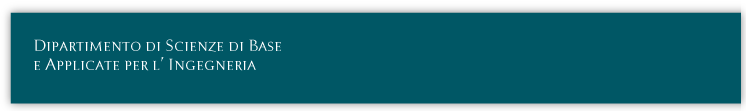 Dipartimento di Scienze di Base
e Applicate per l' Ingegneria